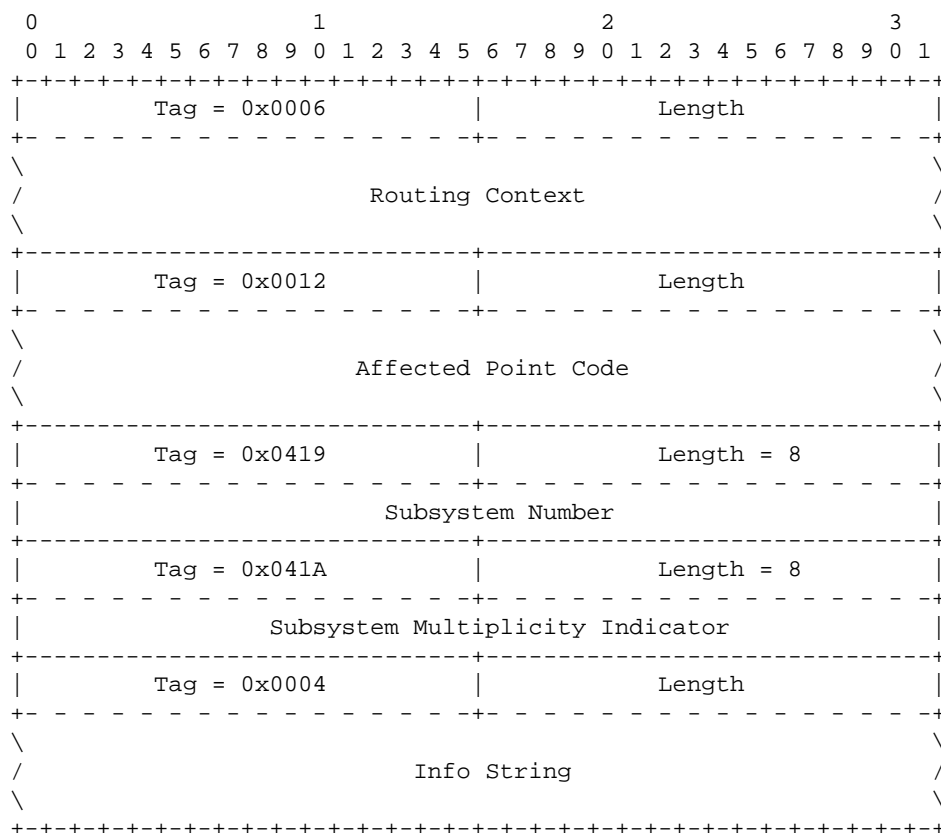 0                   1                   2                   3
 0 1 2 3 4 5 6 7 8 9 0 1 2 3 4 5 6 7 8 9 0 1 2 3 4 5 6 7 8 9 0 1
+-+-+-+-+-+-+-+-+-+-+-+-+-+-+-+-+-+-+-+-+-+-+-+-+-+-+-+-+-+-+-+-+
|         Tag = 0x0006          |            Length             |
+- - - - - - - - - - - - - - - -+- - - - - - - - - - - - - - - -+
\                                                               \
/                        Routing Context                        /
\                                                               \
+-------------------------------+-------------------------------+
|         Tag = 0x0012          |            Length             |
+- - - - - - - - - - - - - - - -+- - - - - - - - - - - - - - - -+
\                                                               \
/                       Affected Point Code                     /
\                                                               \
+-------------------------------+-------------------------------+
|         Tag = 0x0419          |            Length = 8         |
+- - - - - - - - - - - - - - - -+- - - - - - - - - - - - - - - -+
|                         Subsystem Number                      |
+-------------------------------+-------------------------------+
|         Tag = 0x041A          |            Length = 8         |
+- - - - - - - - - - - - - - - -+- - - - - - - - - - - - - - - -+
|                 Subsystem Multiplicity Indicator              |
+-------------------------------+-------------------------------+
|         Tag = 0x0004          |            Length             |
+- - - - - - - - - - - - - - - -+- - - - - - - - - - - - - - - -+
\                                                               \
/                           Info String                         /
\                                                               \
+-+-+-+-+-+-+-+-+-+-+-+-+-+-+-+-+-+-+-+-+-+-+-+-+-+-+-+-+-+-+-+-+